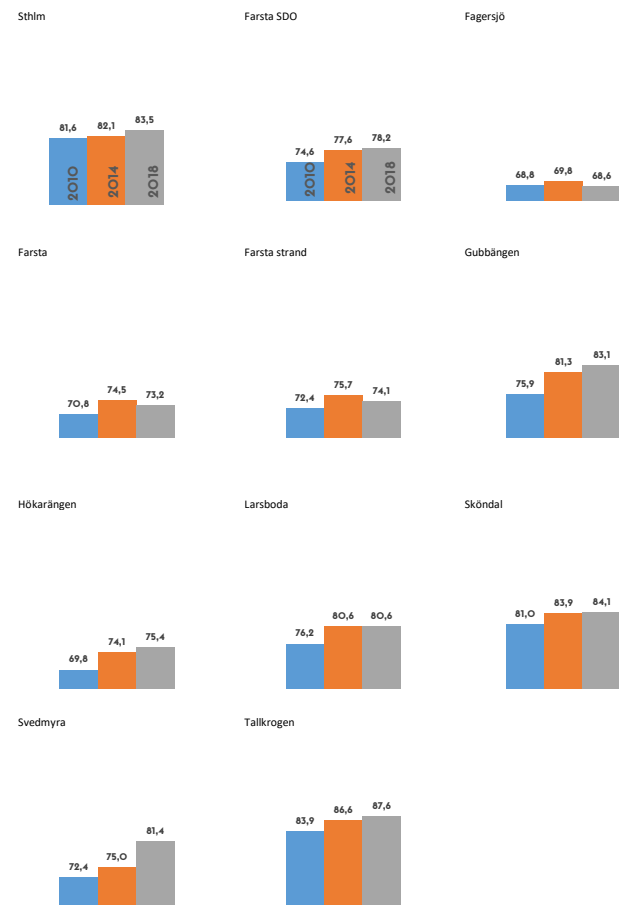 Sthlm
Farsta SDO
Fagersjö
81,6 82,1 83,5
2010 2014 2018
74,6 77,6 78,2
2010 2014 2018
68,8 69,8 68,6
Farsta
Farsta strand
Gubbängen
70,8 74,5 73,2
72,4 75,7 74,1
75,9 81,3 83,1
Hökarängen
Larsboda
Sköndal
69,8 74,1 75,4
76,2 80,6 80,6
81,0 83,9 84,1
Svedmyra
Tallkrogen
72,4 75,0 81,4
83,9 86,6 87,6